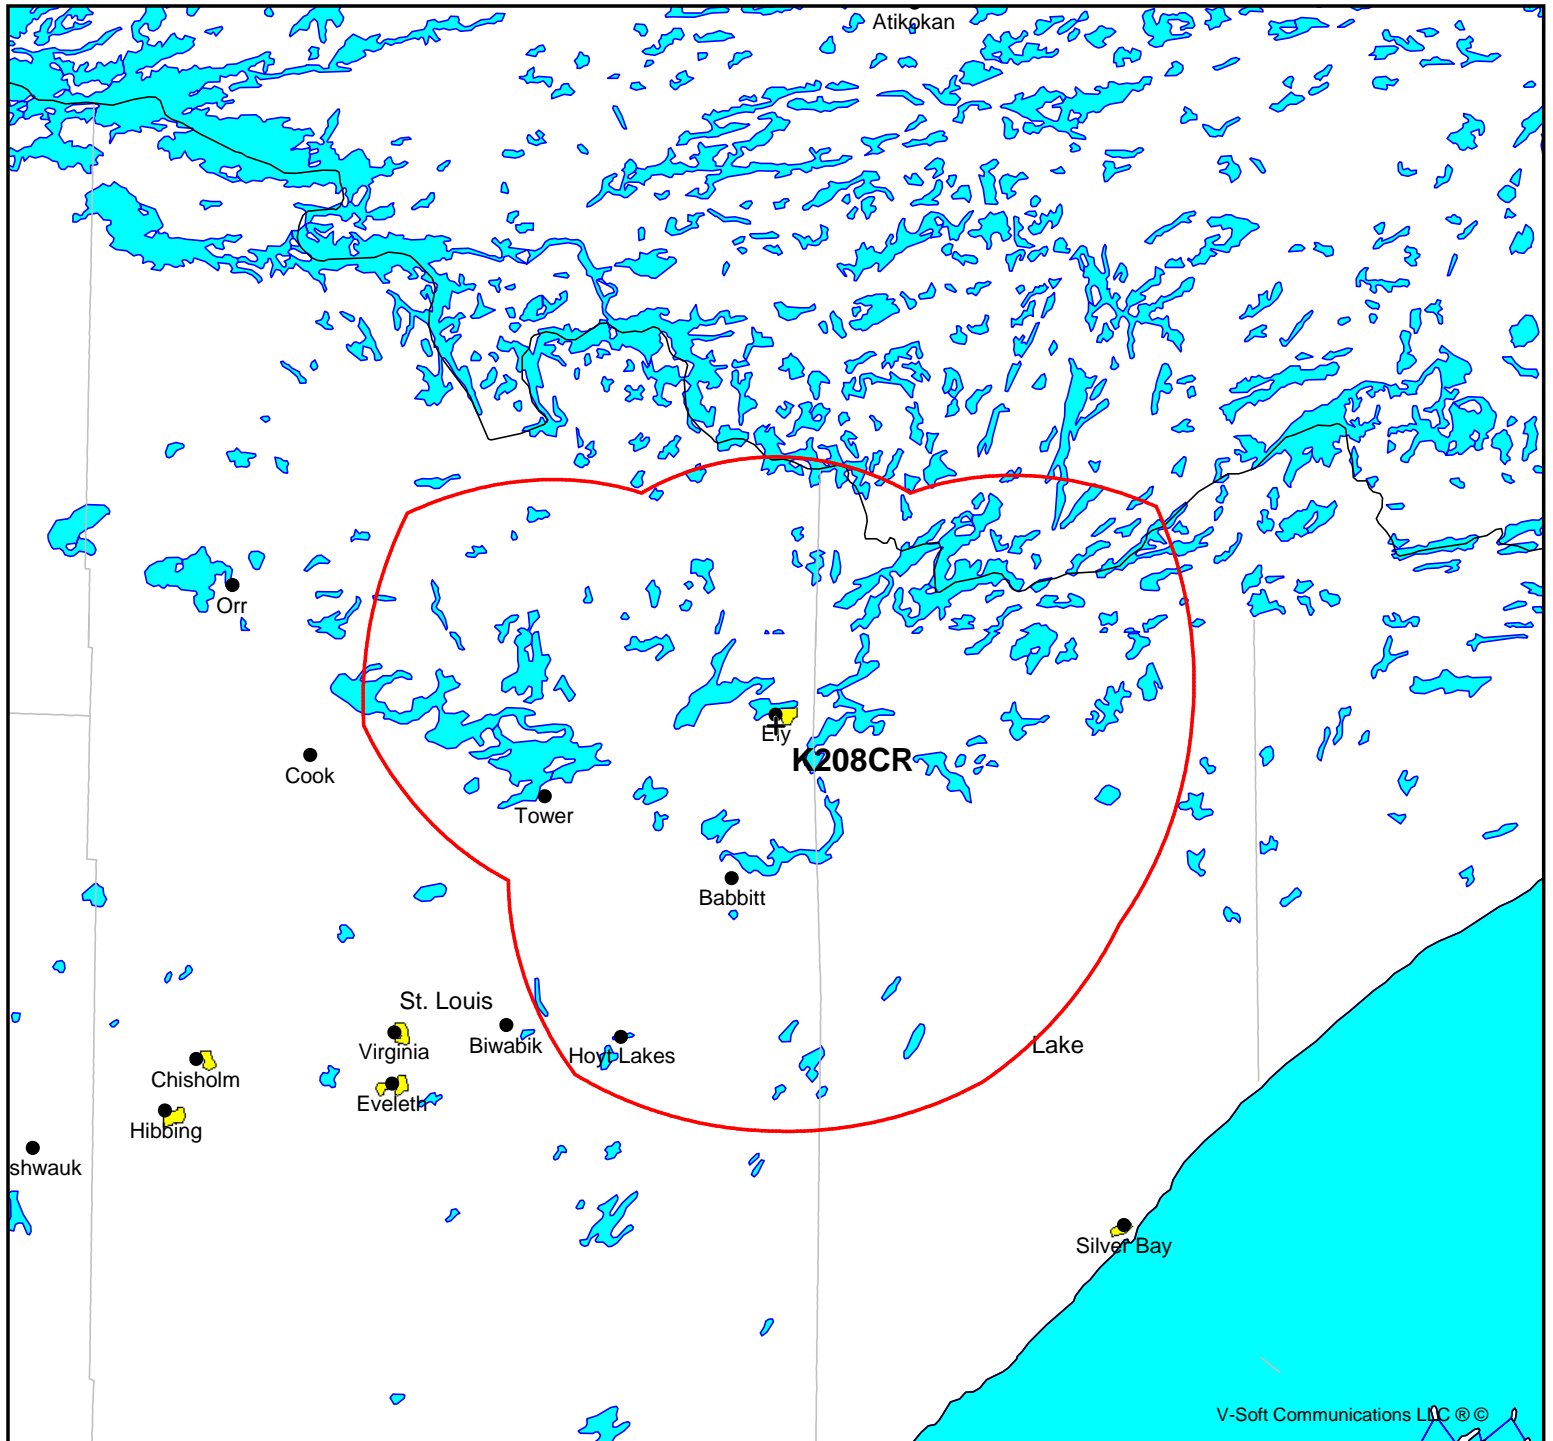 Atikokan
Orr
Ely
K208CR
Cook
Tower
Babbitt
St. Louis
Virginia
Biwabik
Hoyt Lakes
Lake
Chisholm
Eveleth
Hibbing
shwauk
Silver Bay
V-Soft Communications LLC ® ©